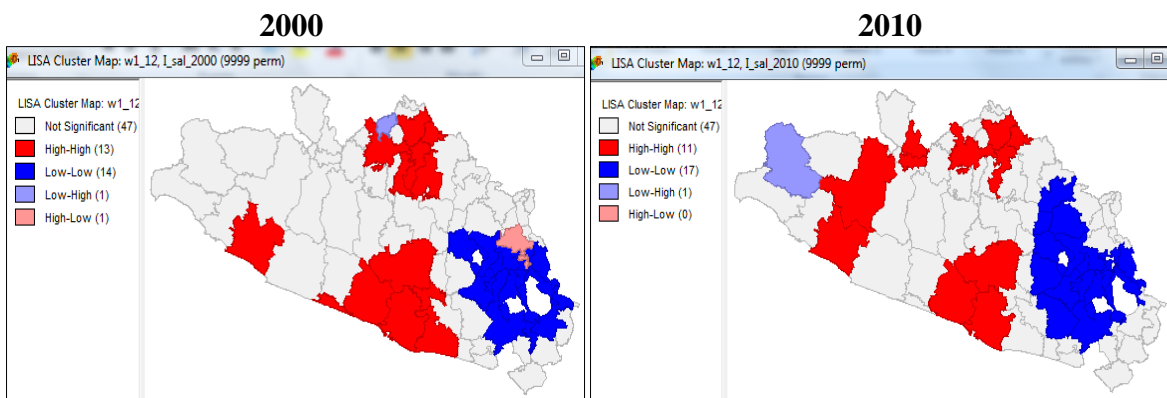 2000
2010
LISA Cluster Map: w1_12, I_sal_2000 (9999 perm)
LISA Cluster Map: w1_12
Not Significant (47)
High-High (13)
Low-Low (14)
Low-High (1)
High-Low (1)
LISA Cluster Map: w1_12, I_sal_2010 (9999 perm)
LISA Cluster Map: w1_12
Not Significant (47)
High-High (11)
Low-Low (17)
Low-High (1)
High-Low (0)